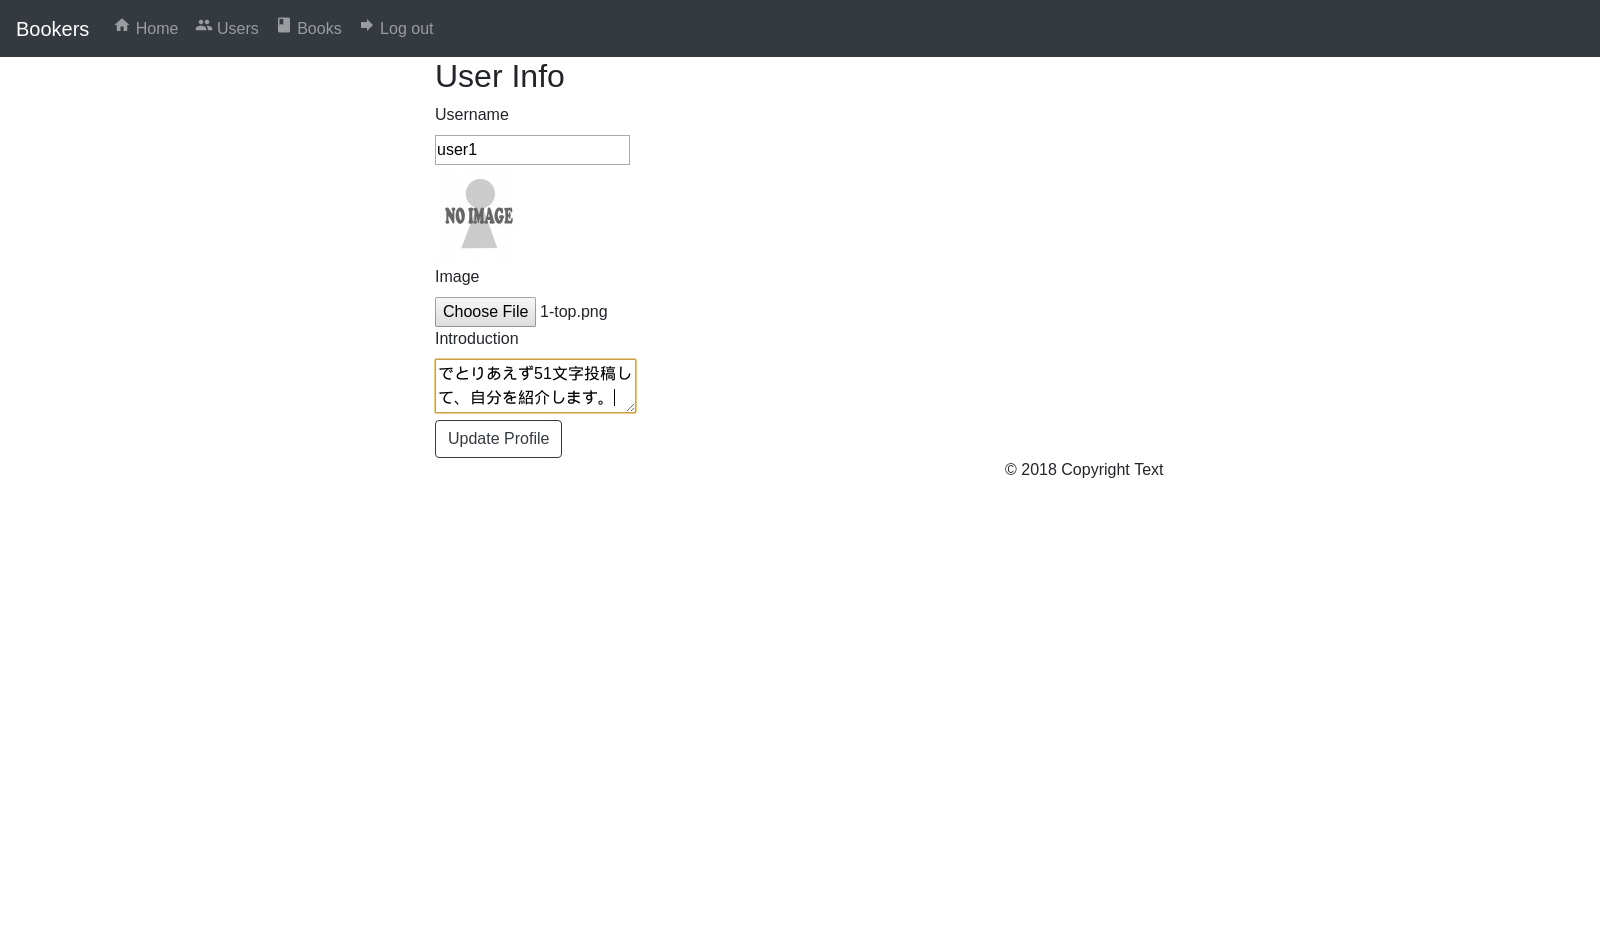 Bookers Home Users Books Log out
User Info
Username
user1
NO IMAGE
Image
Choose File 1-top.png
Introduction
でとりあえず51文字投稿し
て、自分を紹介します。
Update Profile
© 2018 Copyright Text